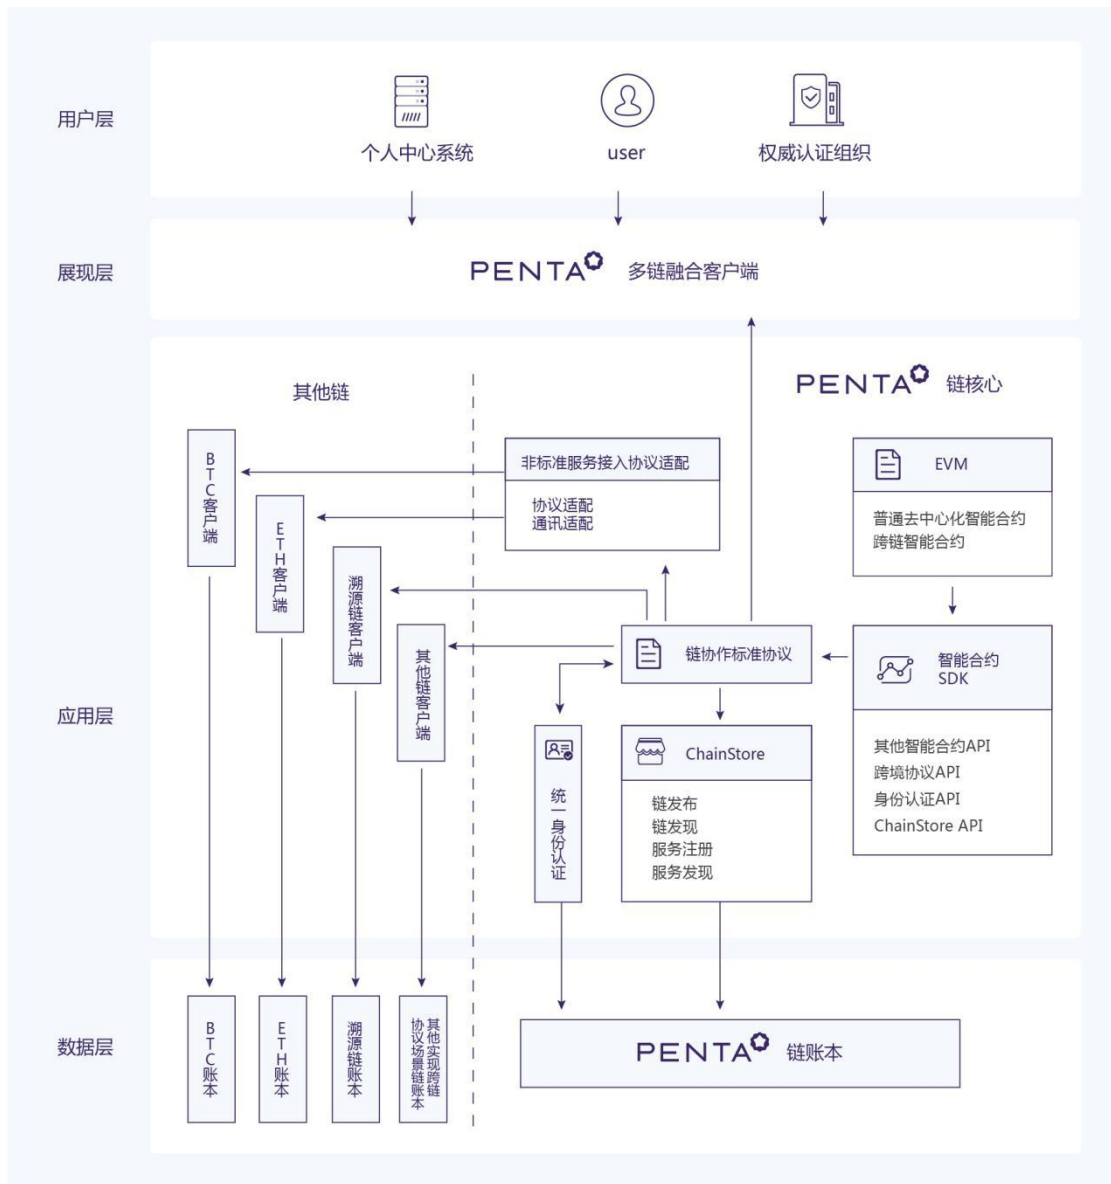 用户层
个人中心系统
user
权威认证组织
展现层
PENTA 多链融合客户端
应用层
其他链
PENTA 链核心
BTC客户端
ETH客户端
溯源链客户端
其他链客户端
非标准服务接入协议适配
协议适配
通讯适配
EVM
普通去中心化智能合约
跨链智能合约
链协作标准协议
智能合约
SDK
其他智能合约API
跨境协议API
身份认证API
ChainStore API
统一身份认证
ChainStore
链发布
链发现
服务注册
服务发现
数据层
BTC账本
ETH账本
溯源链账本
其他实现跨链
协议场景链账本
PENTA 链账本